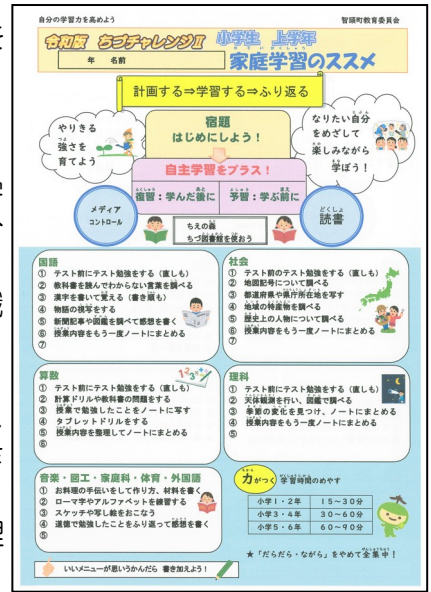 自分の学習力を高めよう
智頭町教育委員会
令和版 ちづチャレンジⅡ
小学生 上学年
年 名前
家庭学習のススメ
計画する⇒学習する⇒ふり返る
やりきる
強さを
育てよう
宿題
はじめにしよう！
なりたい自分
をめざして
楽しみながら
学ぼう！
自主学習をプラス！
復習：学んだ後に
予習：学ぶ前に
メディア
コントロール
読書
ちえの森
ちづ図書館を使おう
国語
① テスト前にテスト勉強をする（直しも）
② 教科書を読んでわからない言葉を調べる
③ 漢字を書いて覚える（書き順も）
④ 物語の視写をする
⑤ 新聞記事や図鑑を調べて感想を書く
⑥ 授業内容をもう一度ノートにまとめる
⑦
社会
① テスト前のテスト勉強をする（直しも）
② 地図記号について調べる
③ 都道府県や県庁所在地を写す
④ 地域の特産物を調べる
⑤ 歴史上の人物について調べる
⑥ 授業内容をもう一度ノートにまとめる
⑦
算数
① テスト前にテスト勉強をする（直しも）
② 計算ドリルや教科書の問題をする
③ 授業で勉強したことをノートに写す
④ タブレットドリルをする
⑤ 授業内容を整理してノートにまとめる
⑥
理科
① テスト前にテスト勉強をする（直しも）
② 天体観測を行い、図鑑で調べる
③ 季節の変化を見つけ、ノートにまとめる
④ 授業内容をもう一度ノートにまとめる
⑤
音楽・図工・家庭科・体育・外国語
① お料理の手伝いをして作り方、材料を書く
② ローマ字やアルファベットを練習する
③ スケッチや写し絵をおこなう
④ 道徳で勉強したことをふり返って感想を書く
⑤
力がつく 学習時間のめやす
小学1・2年 15～30分
小学3・4年 30～60分
小学5・6年 60～90分
★「だらだら・ながら」をやめて全集中！
いいメニューが思いうかんだら 書き加えよう！